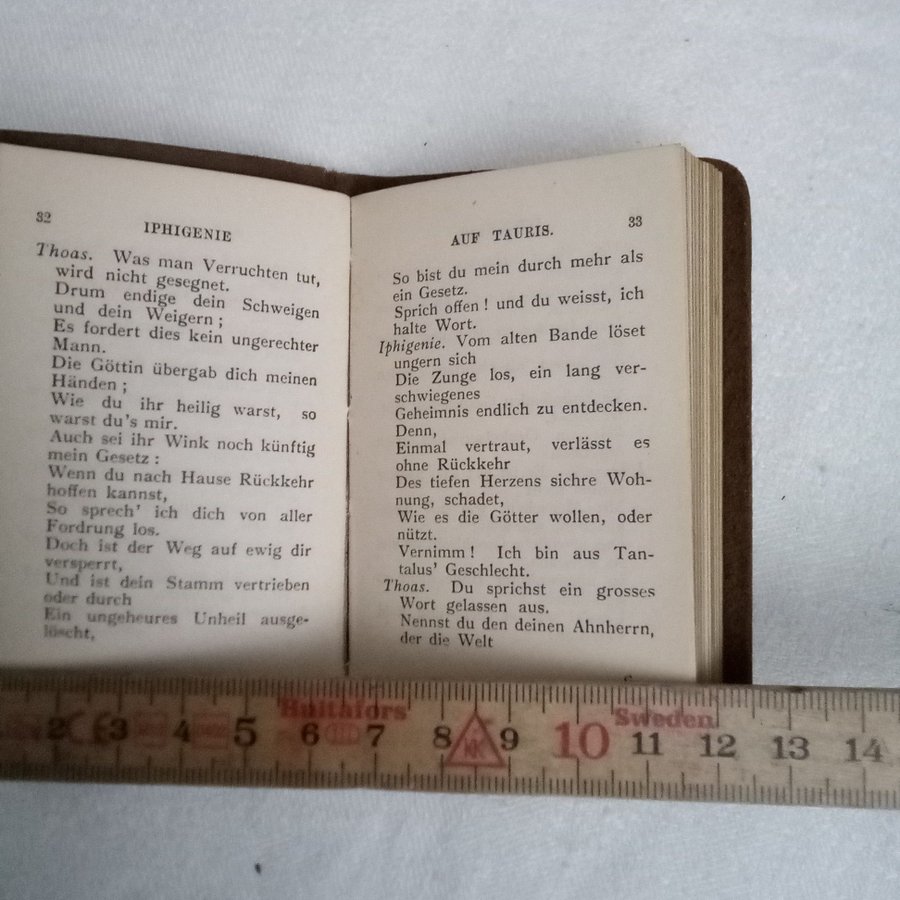 32
IPHIGENIE
Thoas. Was man Verruchten tut,
wird nicht gesegnet.
Drum endige dein Schweigen
und dein Weigern ;
Es fordert dies kein ungerechter
Mann.
Die Göttin übergab dich meinen
Händen ;
Wie du ihr heilig warst, so
warst du's mir.
Auch sei ihr Wink noch künftig
mein Gesetz :
Wenn du nach Hause Rückkehr
hoffen kannst,
So sprech' ich dich von aller
Fordrung los.
Doch ist der Weg auf ewig dir
versperrt,
Und ist dein Stamm vertrieben
oder durch
Ein ungeheures Unheil ausge-
löscht,
AUF TAURIS.
33
So bist du mein durch mehr als
ein Gesetz.
Sprich offen ! und du weisst, ich
halte Wort.
Iphigenie. Vom alten Bande löset
ungern sich
Die Zunge los, ein lang ver-
schwiegenes
Geheimnis endlich zu entdecken.
Denn,
Einmal vertraut, verlässt es
ohne Rückkehr
Des tiefen Herzens sichre Woh-
nung, schadet,
Wie es die Götter wollen, oder
nützt.
Vernimm ! Ich bin aus Tan-
talus' Geschlecht.
Thoas. Du sprichst ein grosses
Wort gelassen aus.
Nennst du den deinen Ahnherrn,
der die Welt
Hultafors Sweden
2 3 4 5 6 7 8 9 10 11 12 13 14